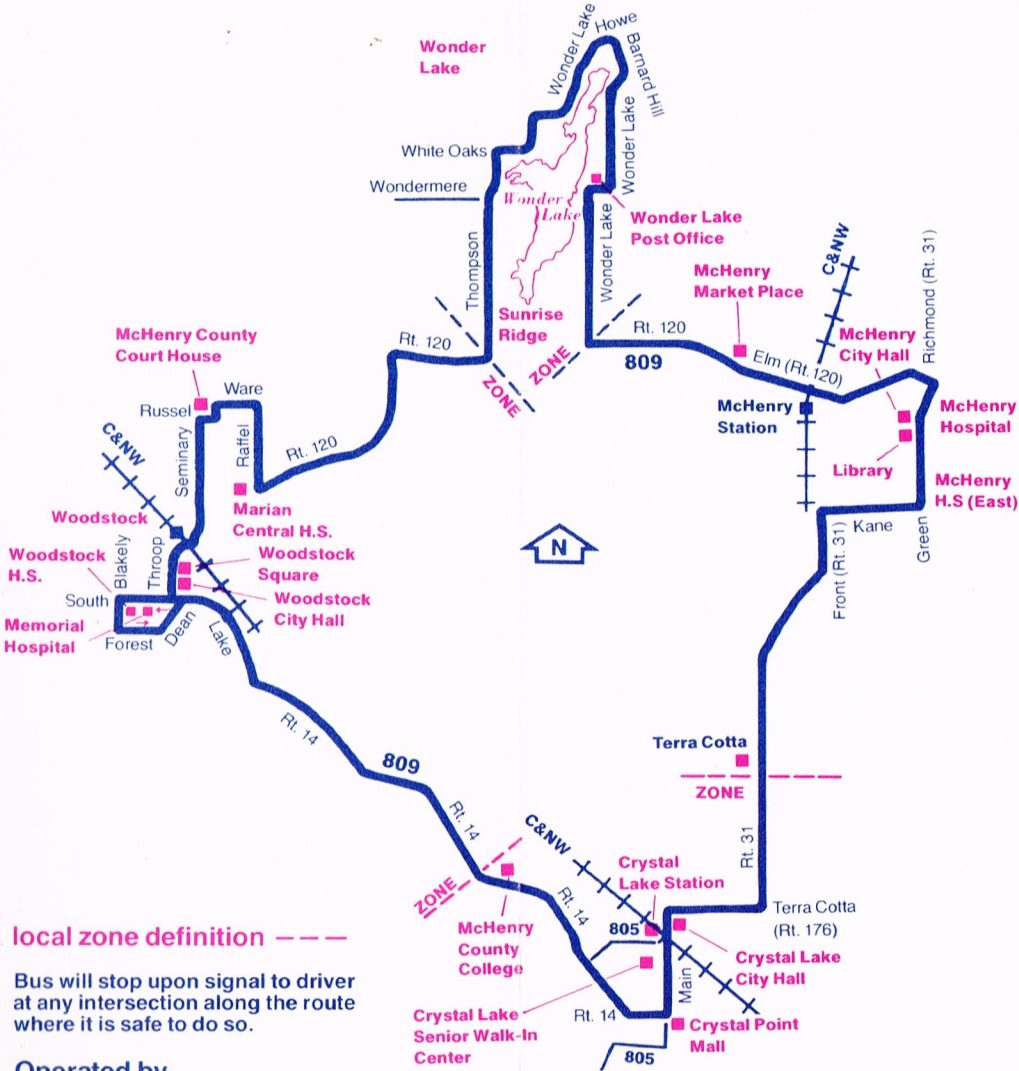 Wonder Lake
Howe
Barnard Hill
Wonder
Lake
Wonder Lake
White Oaks
Wondermere
Wonder
Lake
Wonder Lake
Post Office
Wonder Lake
Thompson
C&NW
Richmond (Rt. 31)
McHenry
Market Place
Sunrise
Ridge
Rt. 120
809
ZONE
ZONE
Rt. 120
Elm (Rt.120)
McHenry
City Hall
McHenry County
Court House
Ware
Russel
McHenry
Station
McHenry
Hospital
Library
C&NW
Seminary
Raffel
Rt. 120
McHenry
H.S (East)
Marian
Central H.S.
Woodstock
Kane
Green
Front (Rt. 31)
N
Woodstock
H.S.
Blakely
Throop
Woodstock
Square
Woodstock
City Hall
South
Memorial
Hospital
Forest
Dean
Lake
Rt. 14
809
Terra Cotta
ZONE
Rt. 14
C&NW
Rt. 31
Crystal
Lake Station
ZONE
Rt. 14
Terra Cotta
(Rt. 176)
McHenry
County
College
805
Crystal Lake
City Hall
Main
Crystal Lake
Senior Walk-In
Center
Rt. 14
Crystal Point
Mall
805
local zone definition
Bus will stop upon signal to driver
at any intersection along the route
where it is safe to do so.
Operated by